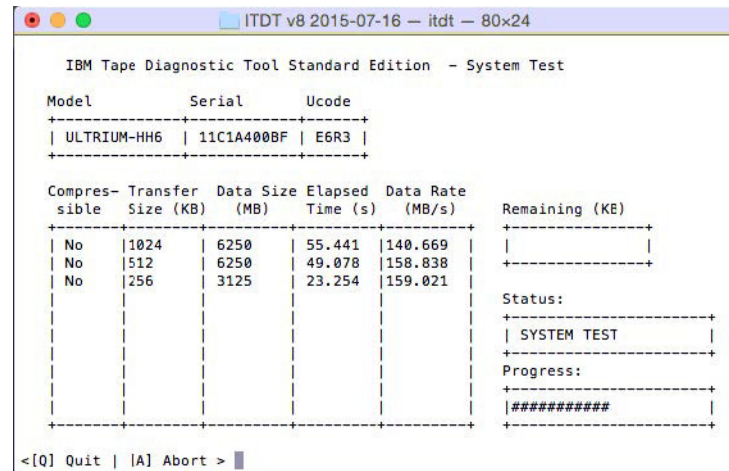 ITDT v8 2015-07-16 — itdt — 80×24
IBM Tape Diagnostic Tool Standard Edition - System Test
Model Serial Ucode
| ULTRIUM-HH6 | 11C1A400BF | E6R3 |
Compres- Transfer Data Size Elapsed Data Rate
sible Size (KB) (MB) Time (s) (MB/s) Remaining (KB)
| No |1024 | 6250 | 55.441 |140.669 |
| No |512 | 6250 | 49.078 |158.838 |
| No |256 | 3125 | 23.254 |159.021 |
Status:
| SYSTEM TEST |
Progress:
|########### |
<[Q] Quit | [A] Abort >